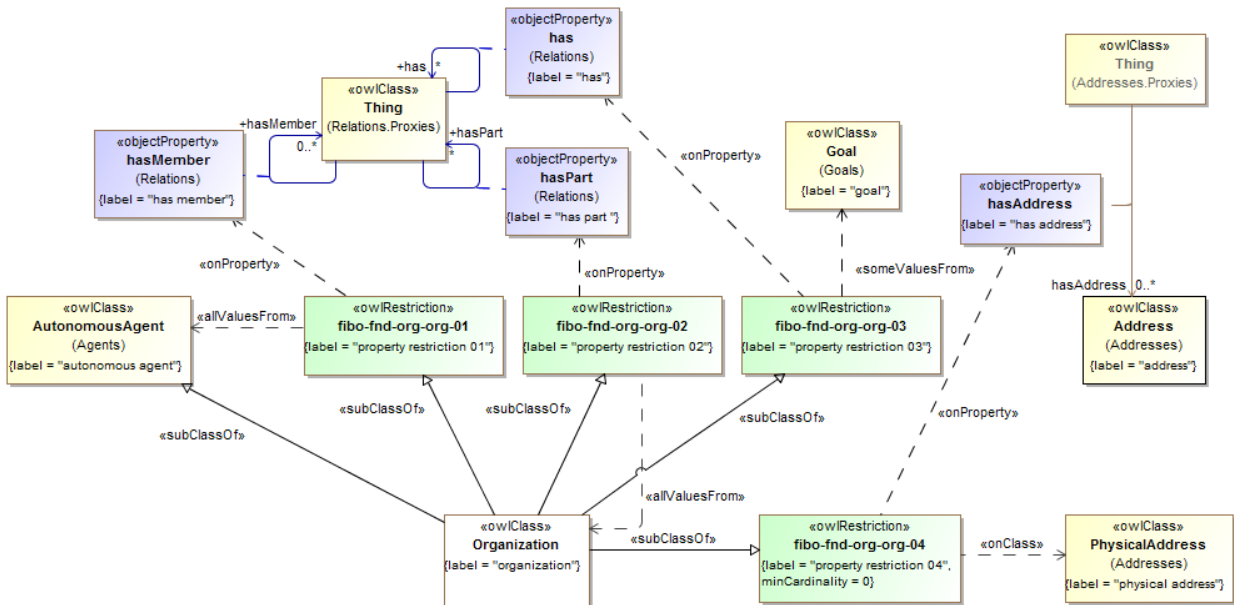 «objectProperty»
has
(Relations)
{label = "has"}
+has
*
«owlClass»
Thing
(Relations.Proxies)
«owlClass»
Thing
(Addresses.Proxies)
+hasMember
0..*
+hasPart
*
«objectProperty»
hasMember
(Relations)
{label = "has member"}
«objectProperty»
hasPart
(Relations)
{label = "has part "}
«onProperty»
«owlClass»
Goal
(Goals)
{label = "goal"}
«objectProperty»
hasAddress
(Relations)
{label = "has address"}
«onProperty»
«onProperty»
«someValuesFrom»
hasAddress
0..*
«owlClass»
AutonomousAgent
(Agents)
{label = "autonomous agent"}
«allValuesFrom»
«owlRestriction»
fibo-fnd-org-org-01
{label = "property restriction 01"}
«owlRestriction»
fibo-fnd-org-org-02
{label = "property restriction 02"}
«owlRestriction»
fibo-fnd-org-org-03
{label = "property restriction 03"}
«owlClass»
Address
(Addresses)
{label = "address"}
«subClassOf»
«subClassOf»
«subClassOf»
«subClassOf»
«onProperty»
«allValuesFrom»
«owlClass»
Organization
{label = "organization"}
«subClassOf»
«owlRestriction»
fibo-fnd-org-org-04
{label = "property restriction 04",
minCardinality = 0}
«onClass»
«owlClass»
PhysicalAddress
(Addresses)
{label = "physical address"}